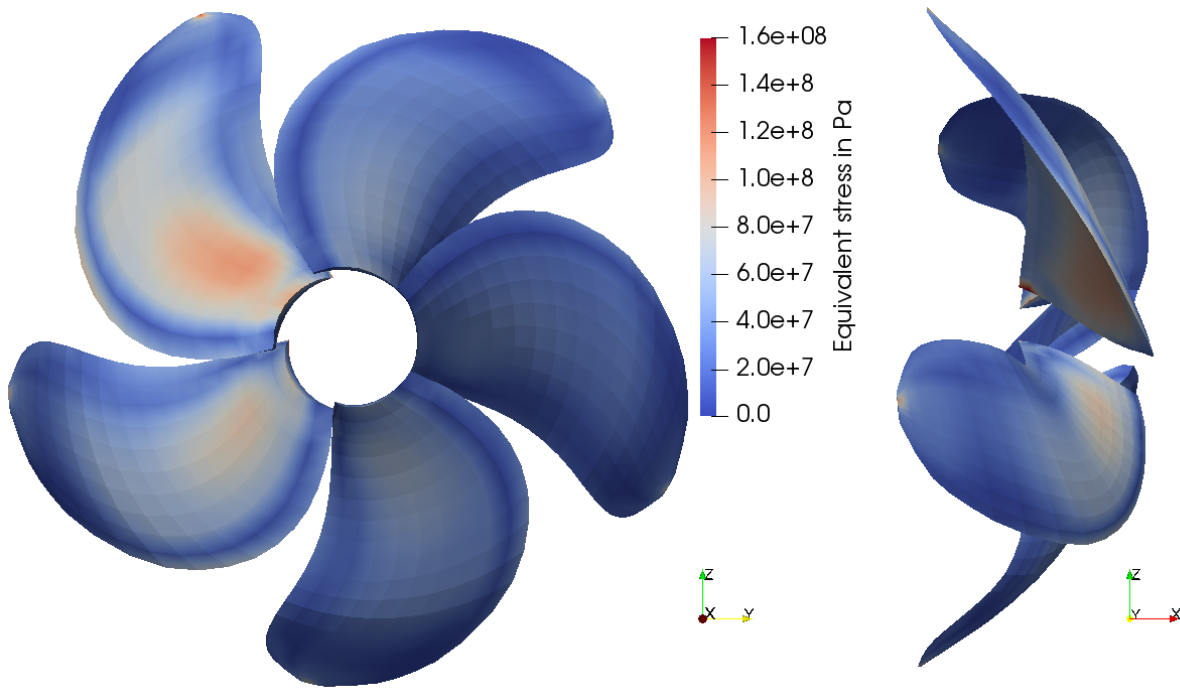 1.6e+08
1.4e+8
1.2e+8
1.0e+8
8.0e+7
6.0e+7
4.0e+7
2.0e+7
0.0
Equivalent stress in Pa
Z
X
Y
Z
Y
X